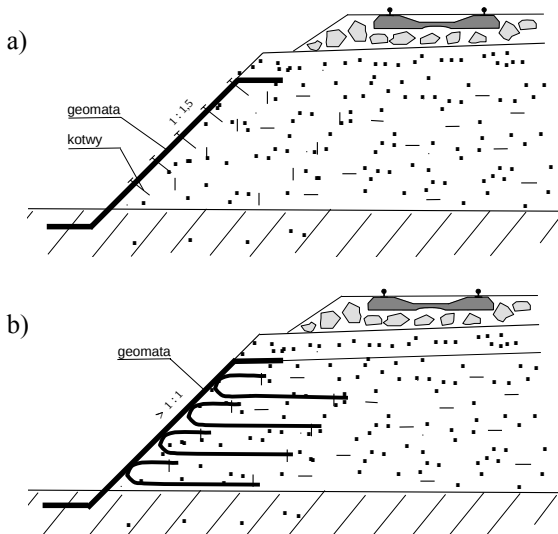 a)
geomata
1 : 1,5
kotwy
b)
geomata
> 1 : 1